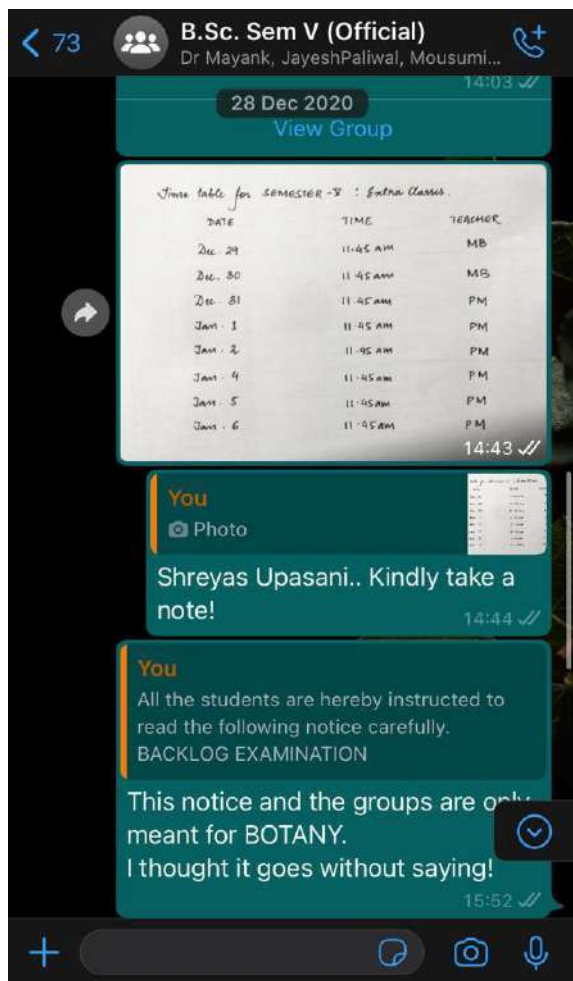 73
B.Sc. Sem V (Official)
Dr Mayank, JayeshPaliwal, Mousumi...
14:03
28 Dec 2020
View Group
Time table for SEMESTER -V : Extra Classes.
DATE TIME TEACHER
Dec. 29 11.45 am MB
Dec. 30 11.45 am MB
Dec. 31 11.45 am PM
Jan. 1 11.45 am PM
Jan. 2 11.45 am PM
Jan. 4 11.45 am PM
Jan. 5 11.45 am PM
Jan. 6 11.45 am PM
14:43
You
Photo
Shreyas Upasani.. Kindly take a
note!
14:44
You
All the students are hereby instructed to
read the following notice carefully.
BACKLOG EXAMINATION
This notice and the groups are only
meant for BOTANY.
I thought it goes without saying!
15:52